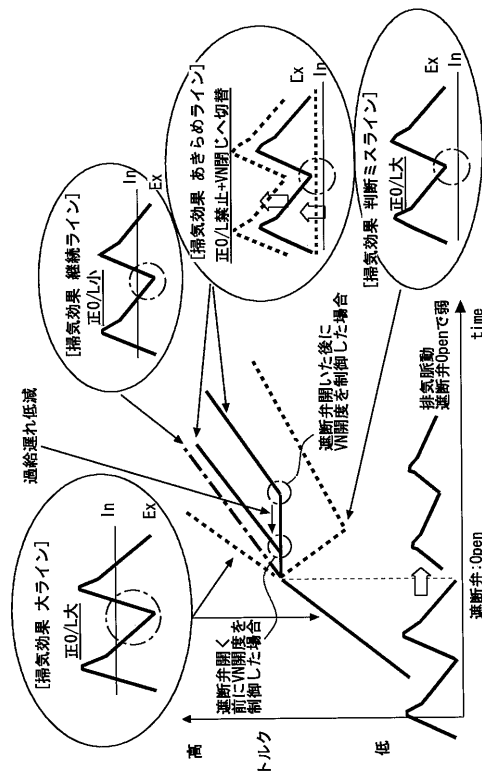 [掃気効果 大ライン]
正O/L大
In
Ex
[掃気効果 継続ライン]
正O/L小
In
Ex
[掃気効果 あきらめライン]
正O/L禁止+VN閉じへ切替
Ex
In
[掃気効果 判断ミスライン]
正O/L大
Ex
In
過給遅れ低減
遮断弁開く
前にVN開度を
制御した場合
遮断弁開いた後に
VN開度を制御した場合
高
トルク
低
排気脈動
遮断弁Openで弱
遮断弁:Open
time